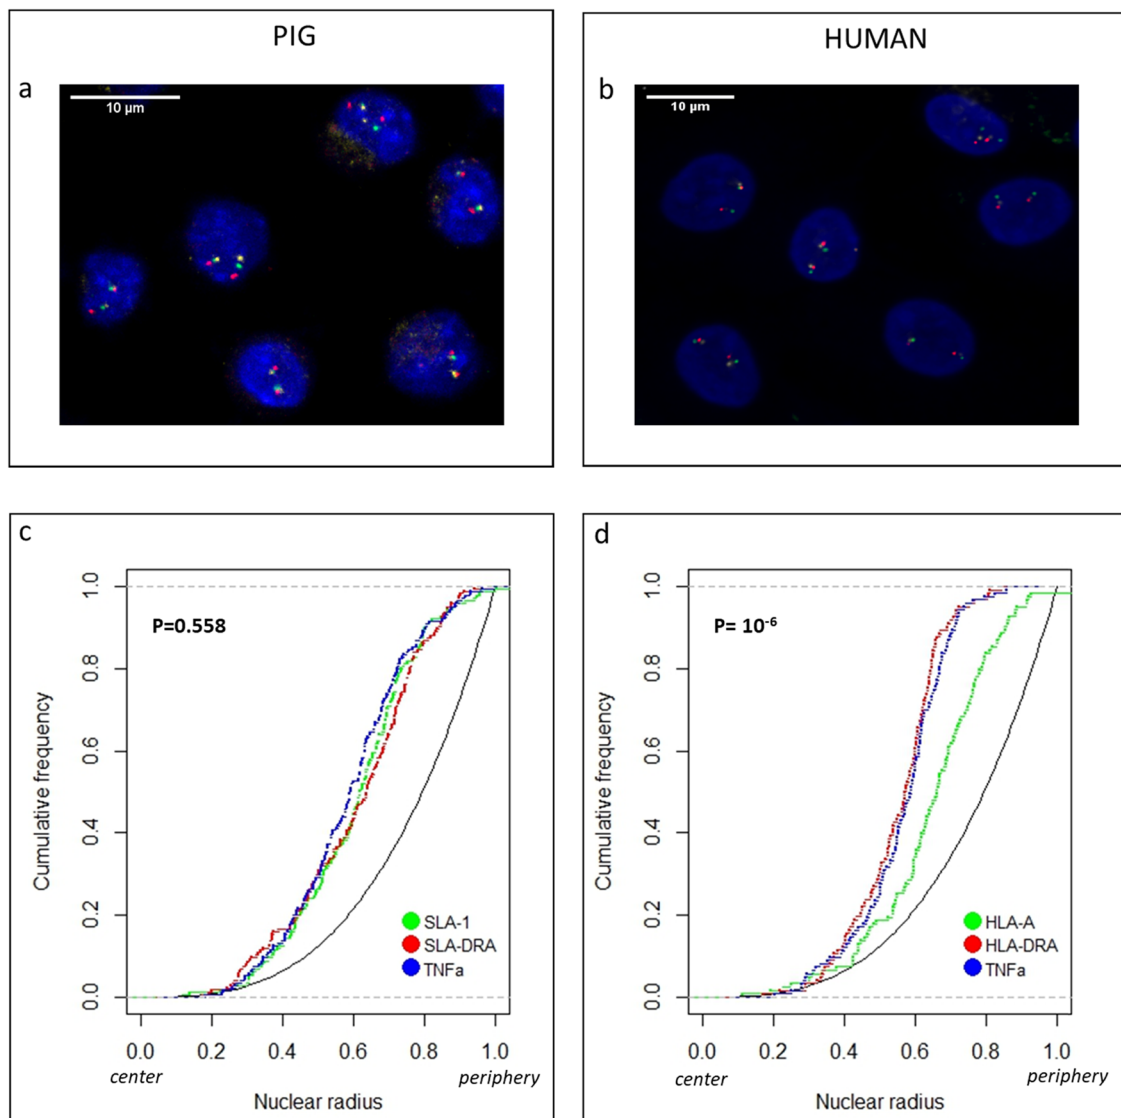 PIG
HUMAN
a
10 µm
b
10 µm
c
P=0.558
1.0
0.8
0.6
0.4
0.2
0.0
Cumulative frequency
SLA-1
SLA-DRA
TNFa
0.0 0.2 0.4 0.6 0.8 1.0
center periphery
Nuclear radius
d
P= 10⁻⁶
1.0
0.8
0.6
0.4
0.2
0.0
Cumulative frequency
HLA-A
HLA-DRA
TNFa
0.0 0.2 0.4 0.6 0.8 1.0
center periphery
Nuclear radius